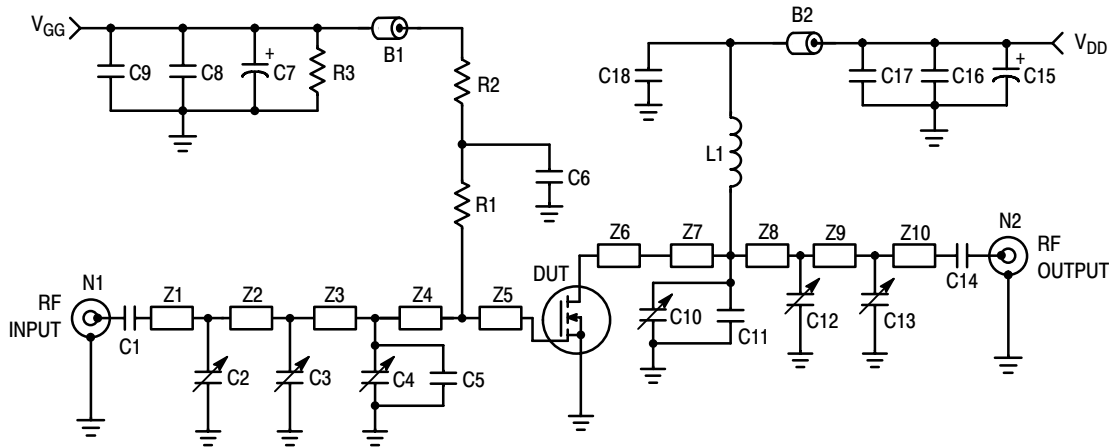 V_GG
B1
B2
V_DD
C9
C8
+
C7
R3
R2
C18
C17
C16
+
C15
L1
C6
R1
Z6
Z7
Z8
Z9
Z10
N2
RF
OUTPUT
DUT
C14
N1
RF
INPUT
C1
Z1
Z2
Z3
Z4
Z5
C10
C11
C12
C13
C2
C3
C4
C5